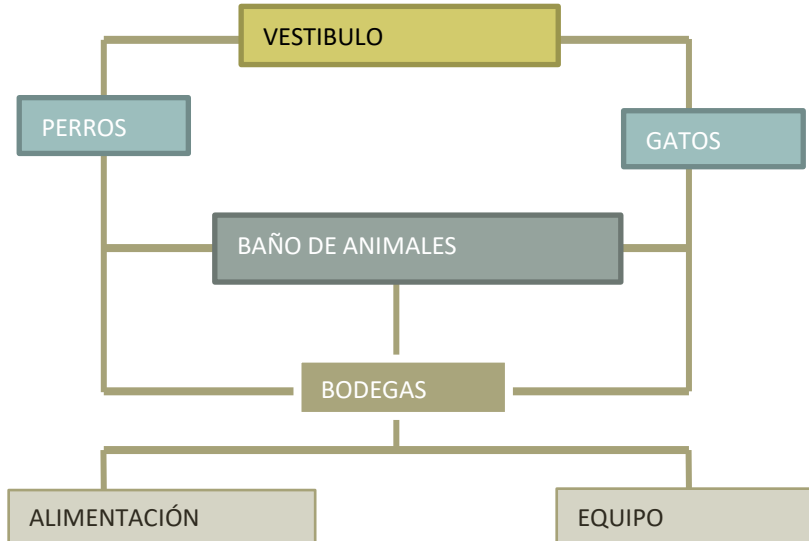 VESTIBULO
PERROS
GATOS
BAÑO DE ANIMALES
BODEGAS
ALIMENTACIÓN
EQUIPO